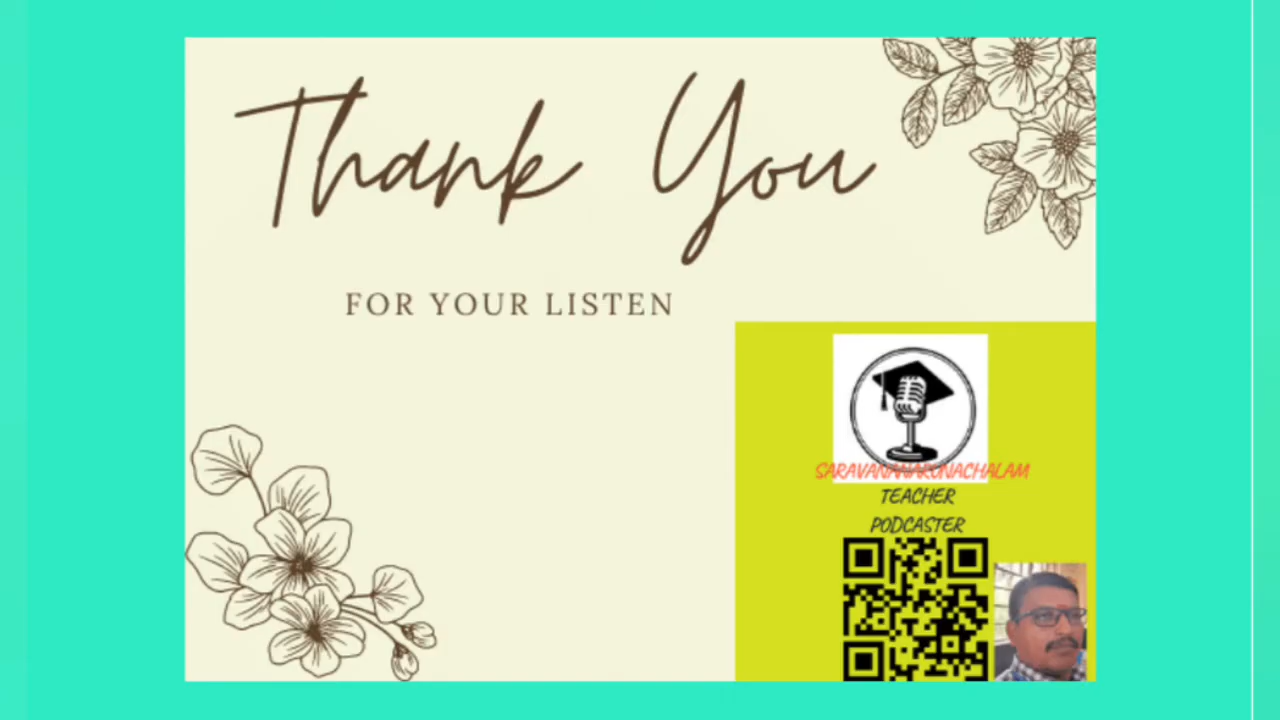 Thank You
FOR YOUR LISTEN
SARAVANANARUNACHALAM
TEACHER
PODCASTER